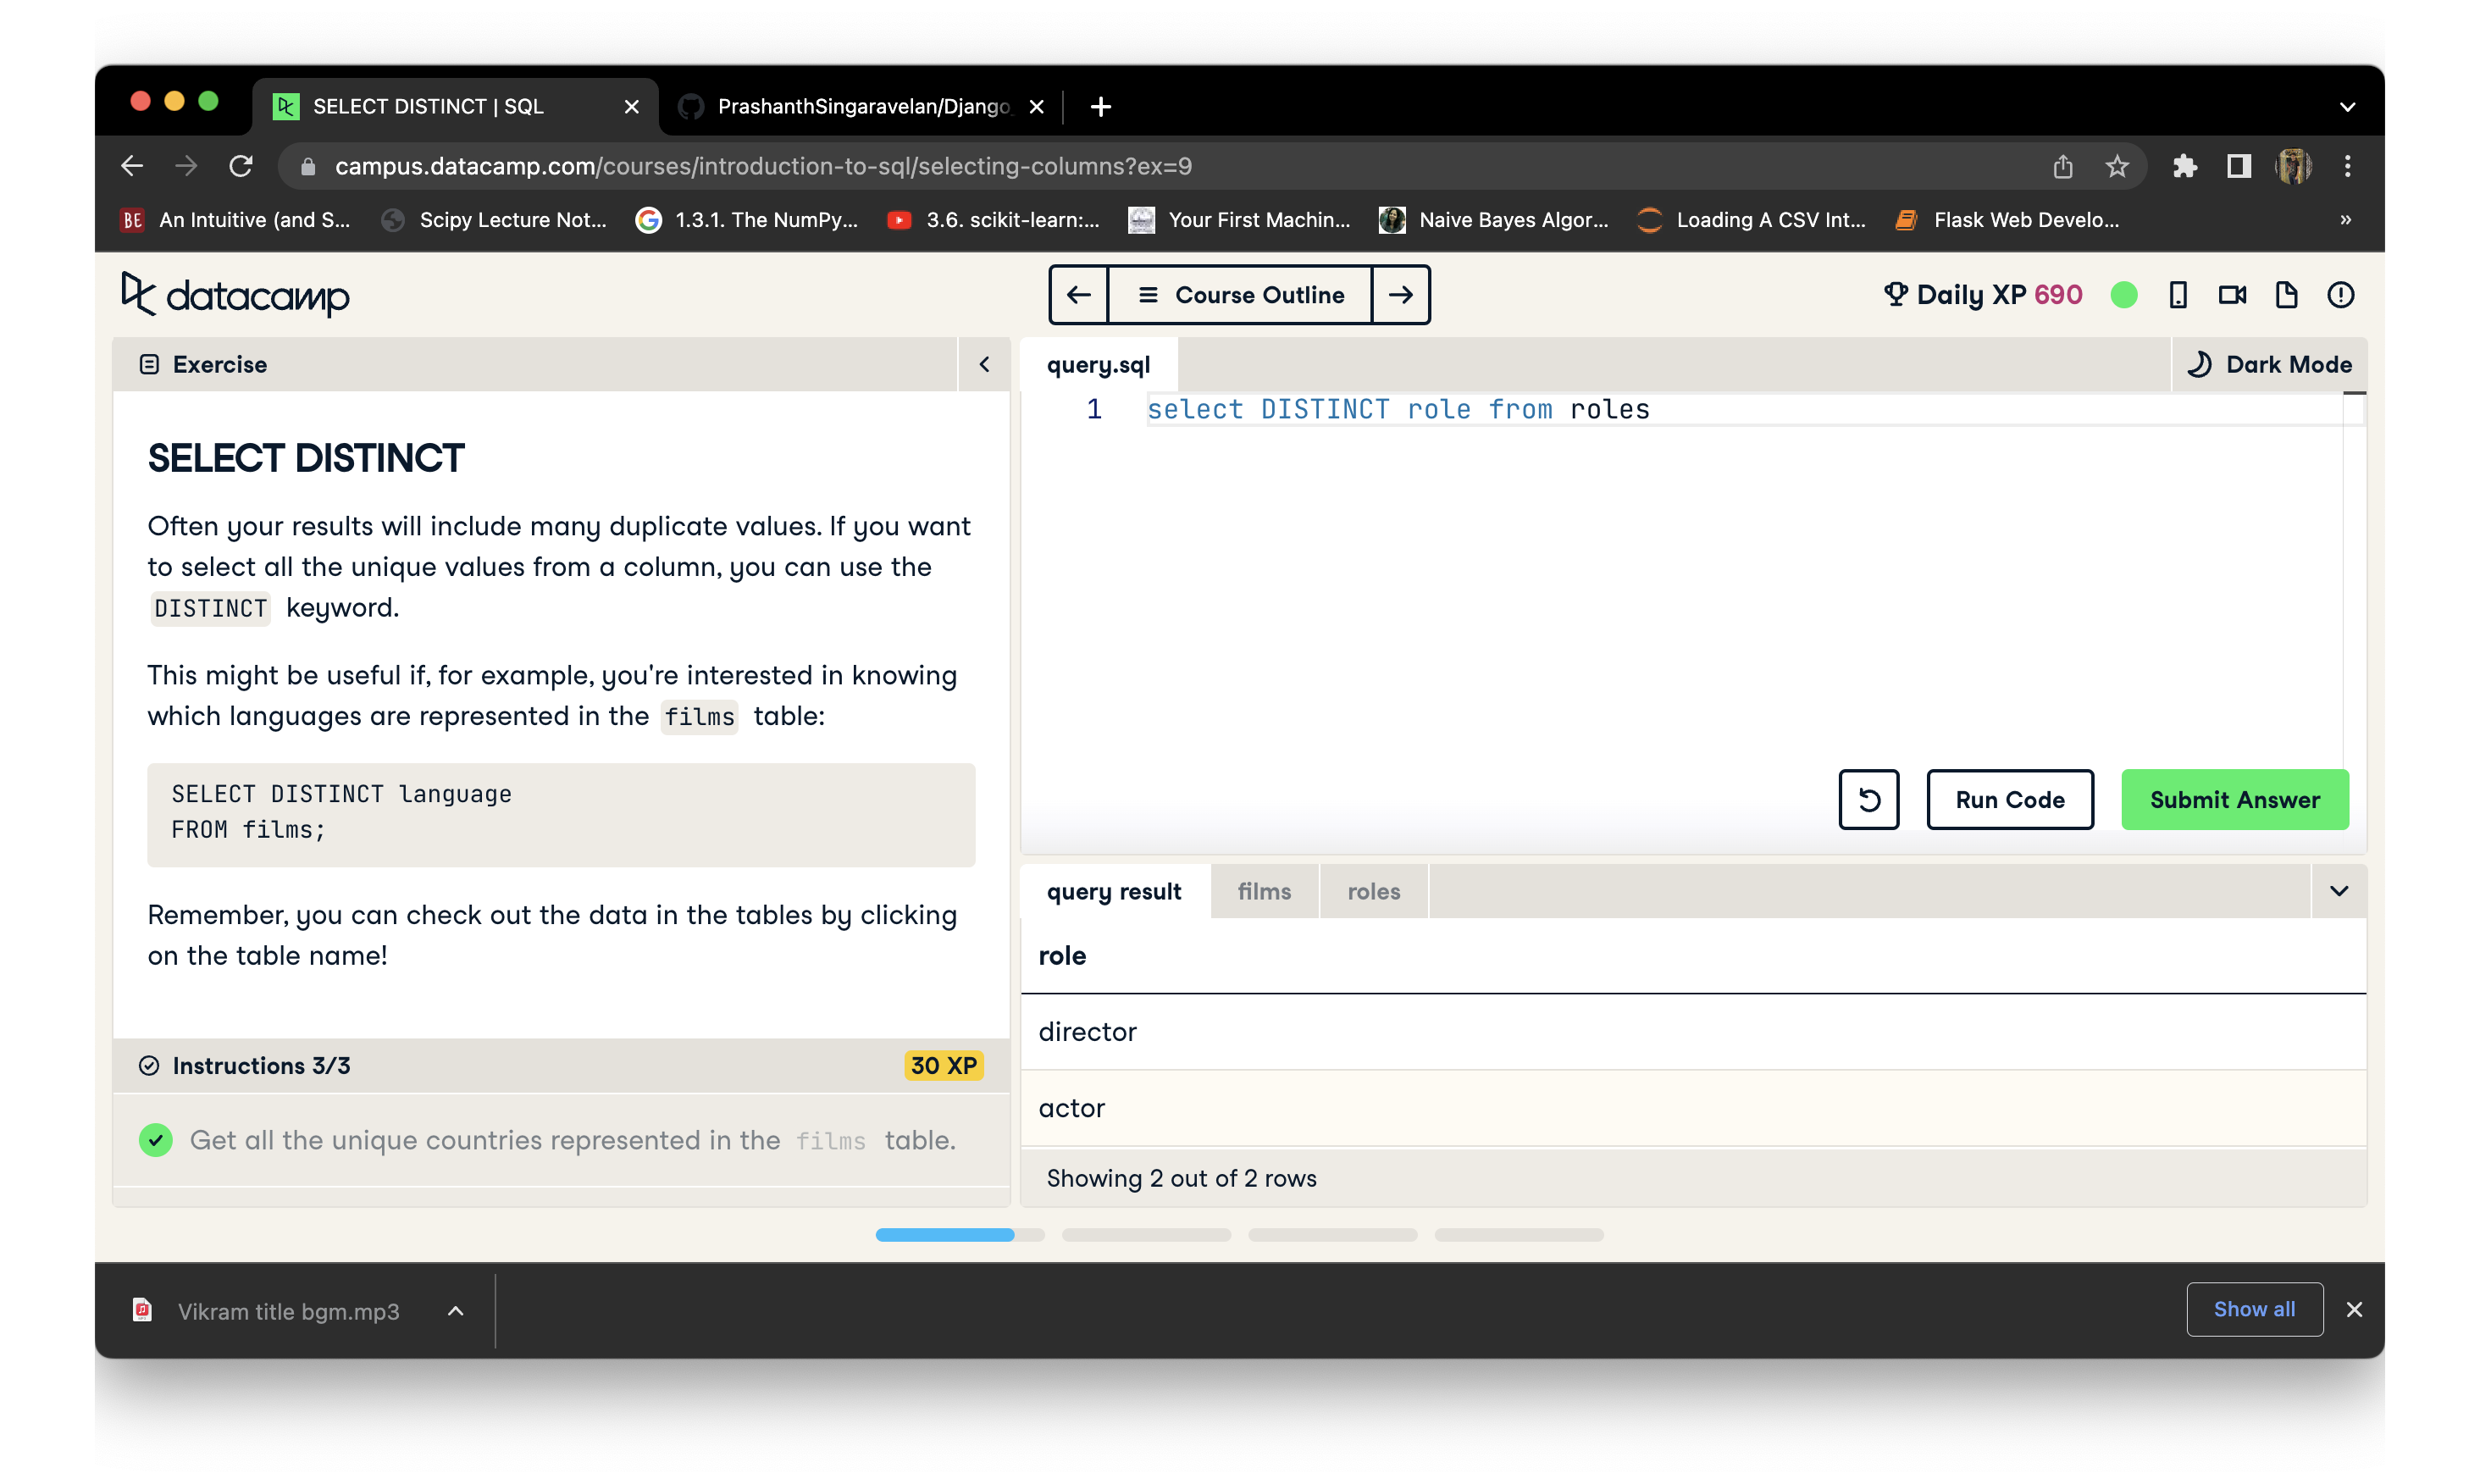 SELECT DISTINCT | SQL
PrashanthSingaravelan/Django
campus.datacamp.com/courses/introduction-to-sql/selecting-columns?ex=9
BE An Intuitive (and S...
Scipy Lecture Not...
1.3.1. The NumPy...
3.6. scikit-learn:...
Your First Machin...
Naive Bayes Algor...
Loading A CSV Int...
Flask Web Develo...
»
datacamp
Course Outline
Daily XP 690
Exercise
SELECT DISTINCT
Often your results will include many duplicate values. If you want
to select all the unique values from a column, you can use the
DISTINCT keyword.
This might be useful if, for example, you're interested in knowing
which languages are represented in the films table:
SELECT DISTINCT language
FROM films;
Remember, you can check out the data in the tables by clicking
on the table name!
Instructions 3/3
30 XP
Get all the unique countries represented in the films table.
query.sql
Dark Mode
1 select DISTINCT role from roles
Run Code
Submit Answer
query result
films
roles
role
director
actor
Showing 2 out of 2 rows
Vikram title bgm.mp3
Show all